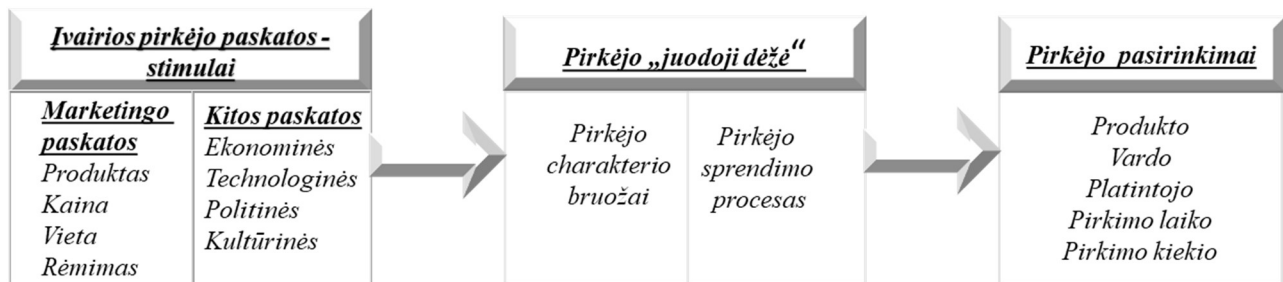 Įvairios pirkėjo paskatos -
stimulai
Marketingo
paskatos
Produktas
Kaina
Vieta
Rėmimas
Kitos paskatos
Ekonominės
Technologinės
Politinės
Kultūrinės
Pirkėjo „juodoji dėžė“
Pirkėjo
charakterio
bruožai
Pirkėjo
sprendimo
procesas
Pirkėjo pasirinkimai
Produkto
Vardo
Platintojo
Pirkimo laiko
Pirkimo kiekio